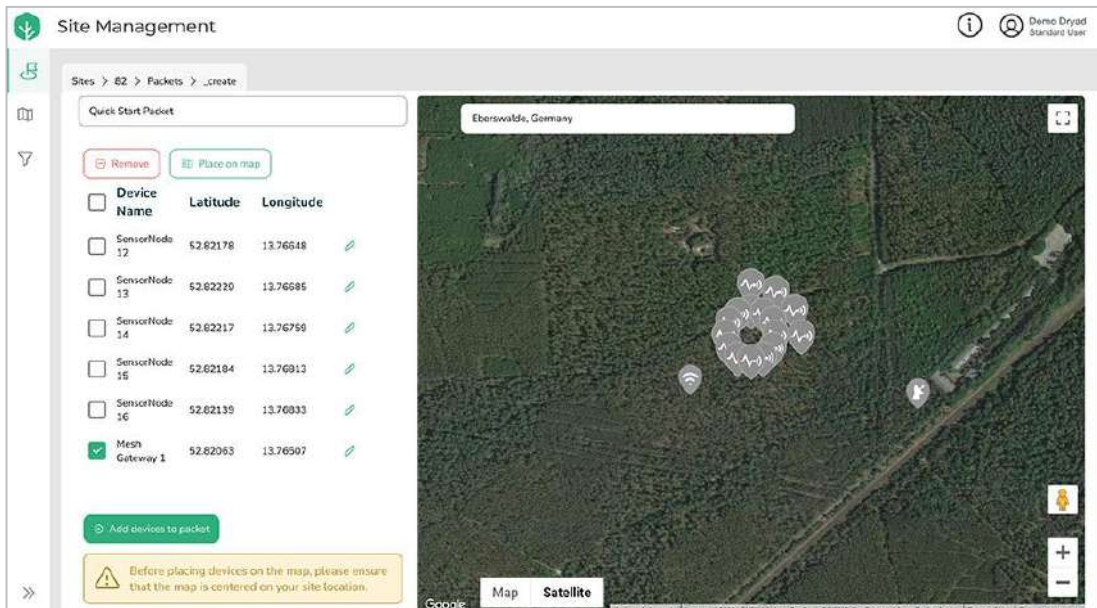 Site Management
Demo Dryad
Standard User
Sites > 82 > Packets > _create
Quick Start Packet
Eberswalde, Germany
Remove
Place on map
Device Name
Latitude
Longitude
SensorNode 12
52.82178
13.76648
SensorNode 13
52.82220
13.76685
SensorNode 14
52.82217
13.76759
SensorNode 15
52.82184
13.76813
SensorNode 16
52.82139
13.76833
Mesh Gateway 1
52.82063
13.76507
Add devices to packet
Before placing devices on the map, please ensure
that the map is centered on your site location.
Google
Map
Satellite